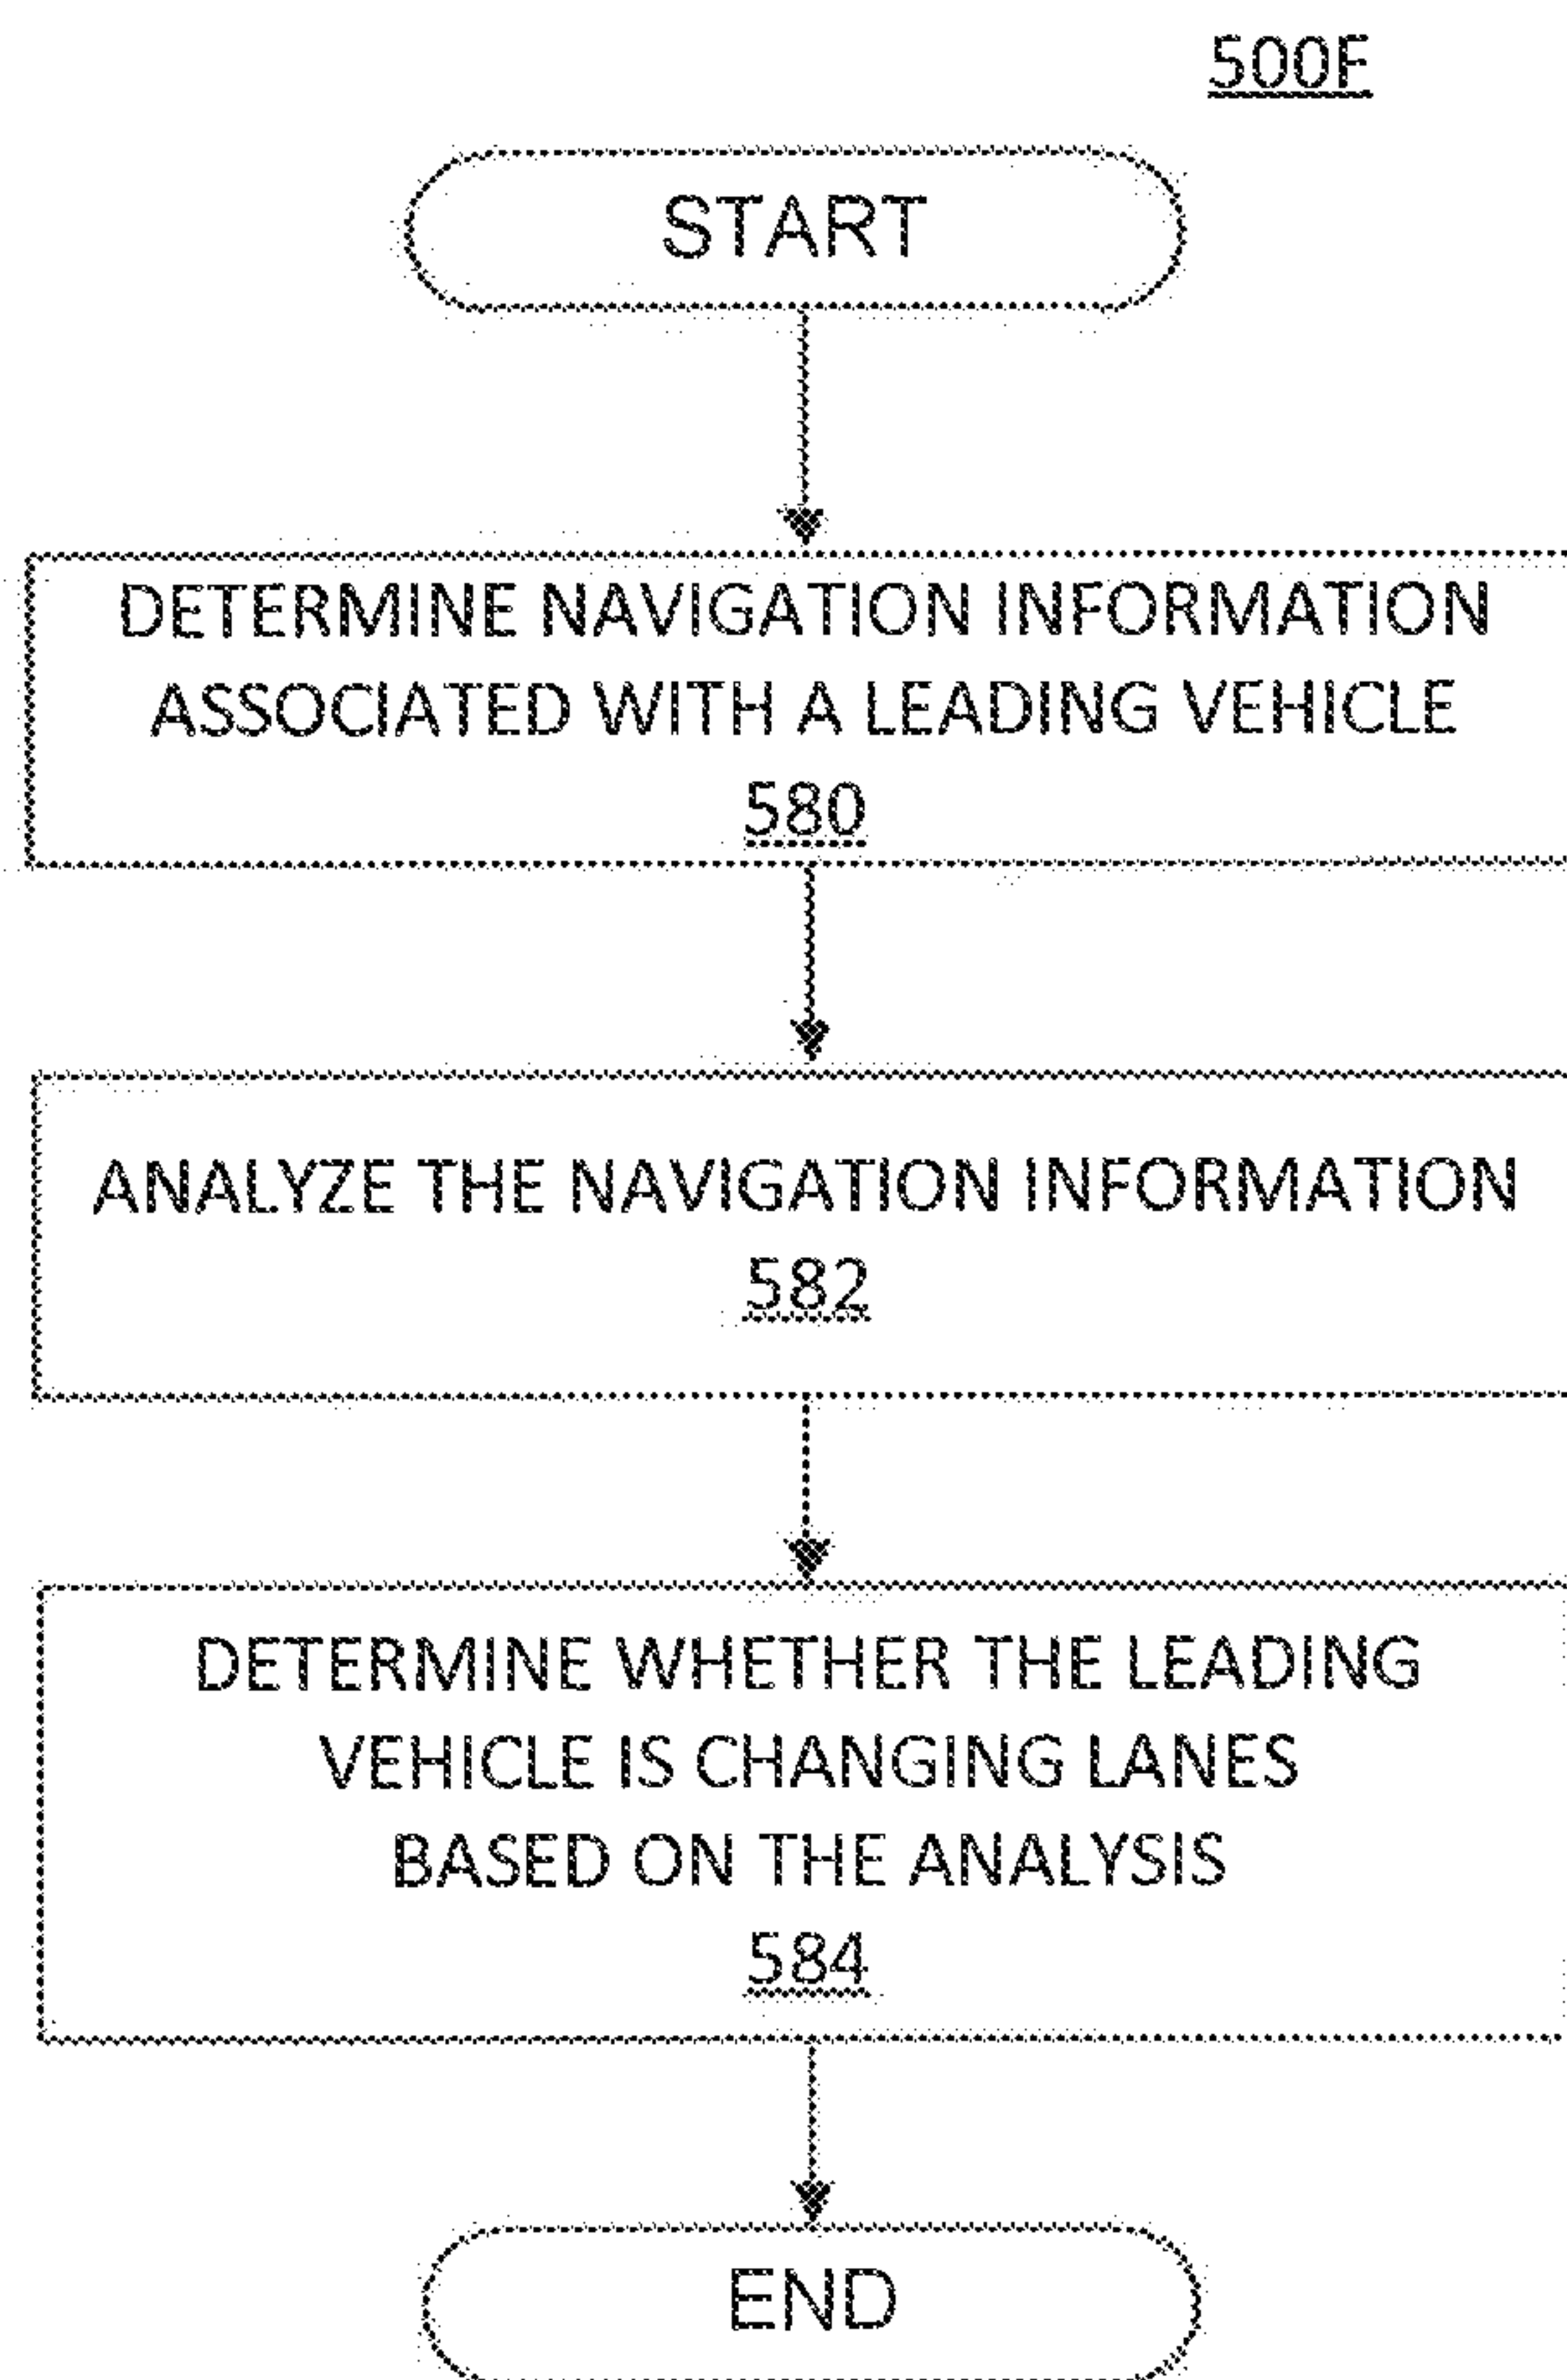 500F
START
DETERMINE NAVIGATION INFORMATION
ASSOCIATED WITH A LEADING VEHICLE
580
ANALYZE THE NAVIGATION INFORMATION
582
DETERMINE WHETHER THE LEADING
VEHICLE IS CHANGING LANES
BASED ON THE ANALYSIS
584
END